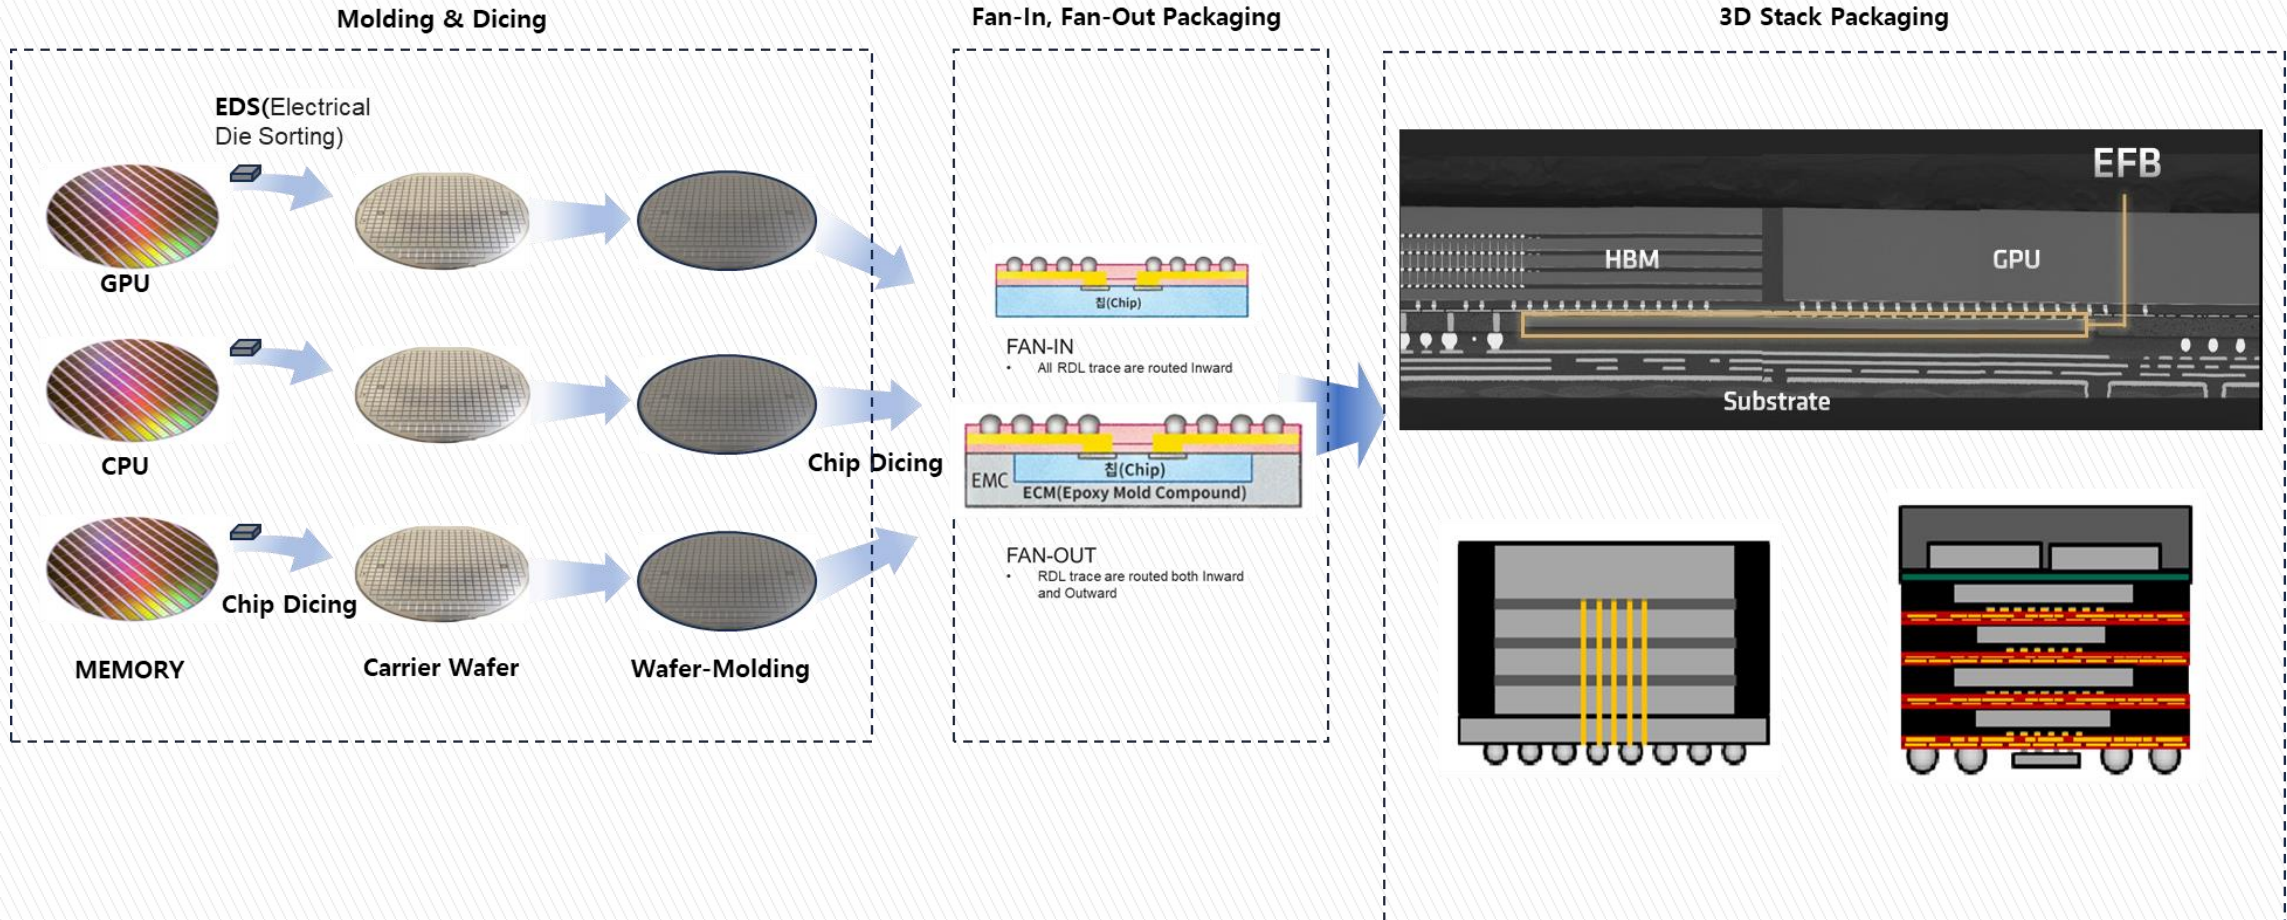 Molding & Dicing
EDS(Electrical
Die Sorting)
GPU
CPU
Chip Dicing
Chip Dicing
MEMORY
Carrier Wafer
Wafer-Molding
Fan-In, Fan-Out Packaging
칩(Chip)
FAN-IN
• All RDL trace are routed Inward
칩(Chip)
EMC
ECM(Epoxy Mold Compound)
FAN-OUT
• RDL trace are routed both Inward
and Outward
3D Stack Packaging
EFB
HBM
GPU
Substrate